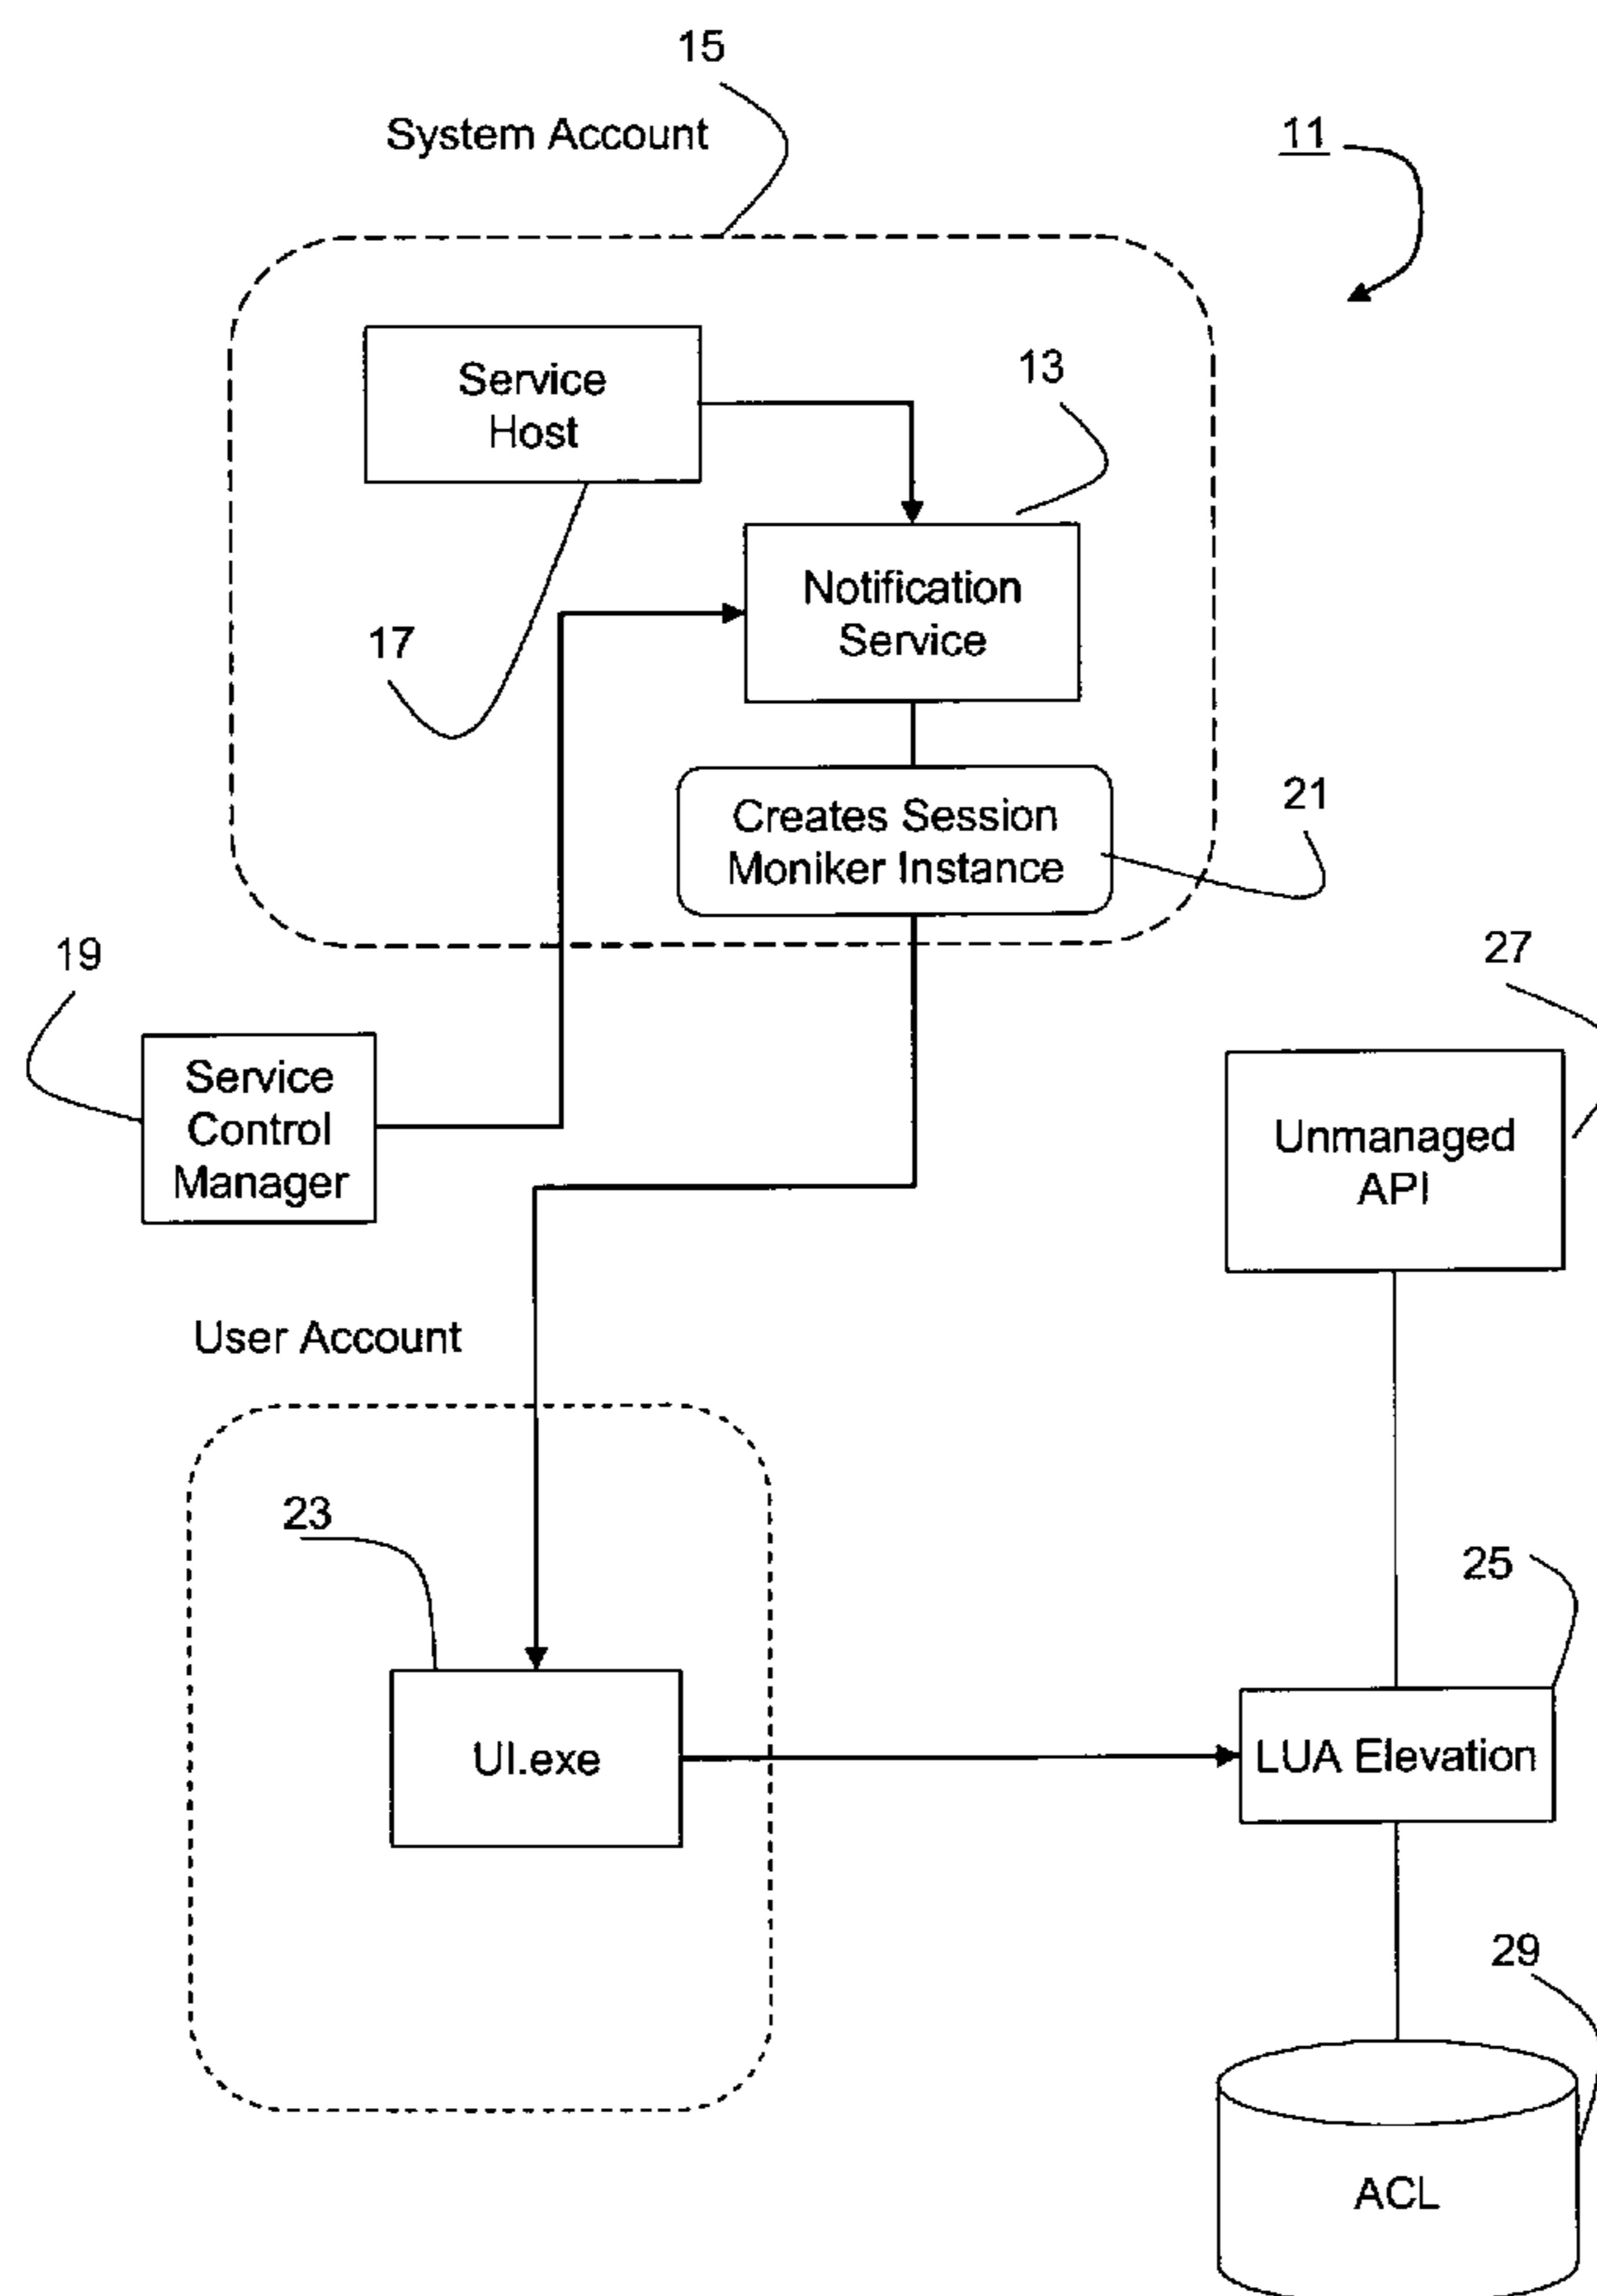 15
System Account
11
Service
Host
13
Notification
Service
17
Creates Session
Moniker Instance
21
19
27
Service
Control
Manager
Unmanaged
API
User Account
23
25
UI.exe
LUA Elevation
29
ACL